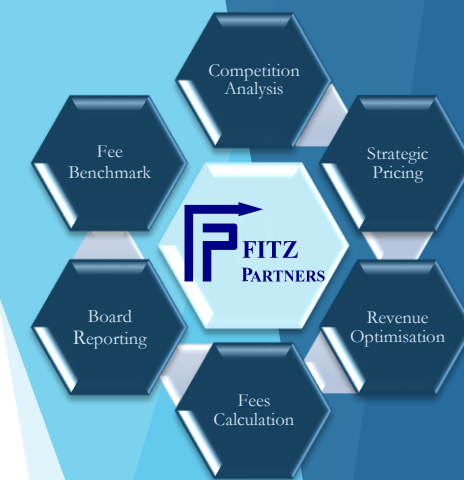 Competition
Analysis
Fee
Benchmark
Strategic
Pricing
FITZ
PARTNERS
Board
Reporting
Revenue
Optimisation
Fees
Calculation